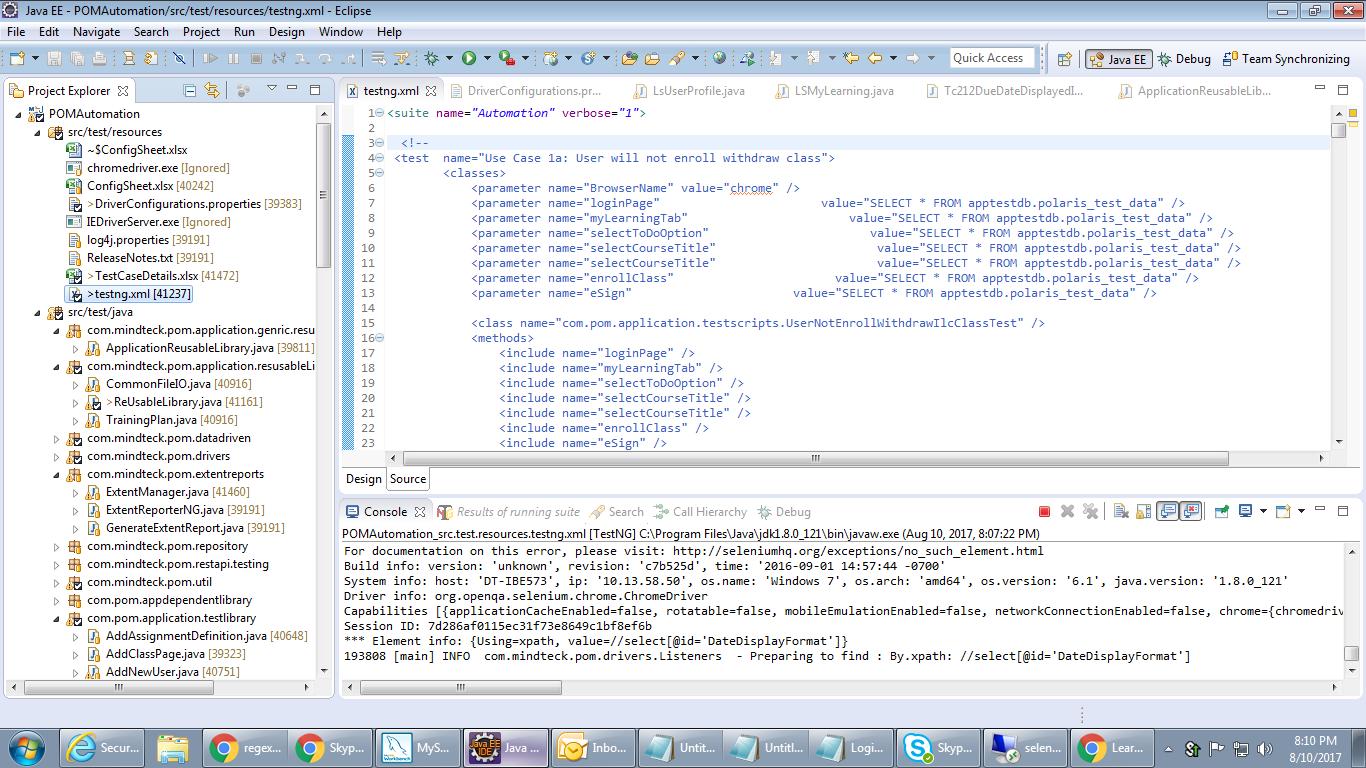 Java EE - POMAutomation/src/test/resources/testng.xml - Eclipse
File Edit Navigate Search Project Run Design Window Help
Quick Access Java EE Debug Team Synchronizing
Project Explorer
POMAutomation
src/test/resources
~$ConfigSheet.xlsx
chromedriver.exe [Ignored]
ConfigSheet.xlsx [40242]
>DriverConfigurations.properties [39383]
IEDriverServer.exe [Ignored]
log4j.properties [39191]
ReleaseNotes.txt [39191]
>TestCaseDetails.xlsx [41472]
>testng.xml [41237]
src/test/java
com.mindteck.pom.application.genric.resu
ApplicationReusableLibrary.java [39811]
com.mindteck.pom.application.resusableLi
CommonFileIO.java [40916]
>ReUsableLibrary.java [41161]
TrainingPlan.java [40916]
com.mindteck.pom.datadriven
com.mindteck.pom.drivers
com.mindteck.pom.extentreports
ExtentManager.java [41460]
ExtentReporterNG.java [39191]
GenerateExtentReport.java [39191]
com.mindteck.pom.repository
com.mindteck.pom.restapi.testing
com.mindteck.pom.util
com.pom.appdependentlibrary
com.pom.application.testlibrary
AddAssignmentDefinition.java [40648]
AddClassPage.java [39323]
AddNewUser.java [40751]
testng.xml DriverConfigurations.pr... LsUserProfile.java LSMyLearning.java Tc212DueDateDisplayedI... ApplicationReusableLib...
1 <suite name="Automation" verbose="1">
2
3 <!--
4 <test name="Use Case 1a: User will not enroll withdraw class">
5 <classes>
6 <parameter name="BrowserName" value="chrome" />
7 <parameter name="loginPage" value="SELECT * FROM apptestdb.polaris_test_data" />
8 <parameter name="myLearningTab" value="SELECT * FROM apptestdb.polaris_test_data" />
9 <parameter name="selectToDoOption" value="SELECT * FROM apptestdb.polaris_test_data" />
10 <parameter name="selectCourseTitle" value="SELECT * FROM apptestdb.polaris_test_data" />
11 <parameter name="selectCourseTitle" value="SELECT * FROM apptestdb.polaris_test_data" />
12 <parameter name="enrollClass" value="SELECT * FROM apptestdb.polaris_test_data" />
13 <parameter name="eSign" value="SELECT * FROM apptestdb.polaris_test_data" />
14
15 <class name="com.pom.application.testscripts.UserNotEnrollWithdrawIlcClassTest" />
16 <methods>
17 <include name="loginPage" />
18 <include name="myLearningTab" />
19 <include name="selectToDoOption" />
20 <include name="selectCourseTitle" />
21 <include name="selectCourseTitle" />
22 <include name="enrollClass" />
23 <include name="eSign" />
Design Source
Console Results of running suite Search Call Hierarchy Debug
POMAutomation_src.test.resources.testng.xml [TestNG] C:\Program Files\Java\jdk1.8.0_121\bin\javaw.exe (Aug 10, 2017, 8:07:22 PM)
For documentation on this error, please visit: http://seleniumhq.org/exceptions/no_such_element.html
Build info: version: 'unknown', revision: 'c7b525d', time: '2016-09-01 14:57:44 -0700'
System info: host: 'DT-IBE573', ip: '10.13.58.50', os.name: 'Windows 7', os.arch: 'amd64', os.version: '6.1', java.version: '1.8.0_121'
Driver info: org.openqa.selenium.chrome.ChromeDriver
Capabilities [{applicationCacheEnabled=false, rotatable=false, mobileEmulationEnabled=false, networkConnectionEnabled=false, chrome={chromedriv
Session ID: 7d286af0115ec31f73e8649c1bf8ef6b
*** Element info: {Using=xpath, value=//select[@id='DateDisplayFormat']}
193808 [main] INFO com.mindteck.pom.drivers.Listeners - Preparing to find : By.xpath: //select[@id='DateDisplayFormat']
Secur... regex... Skyp... MyS... Java ... Inbo... Untit... Untitl... Logi... Skyp... selen... Lear...
8:10 PM
8/10/2017